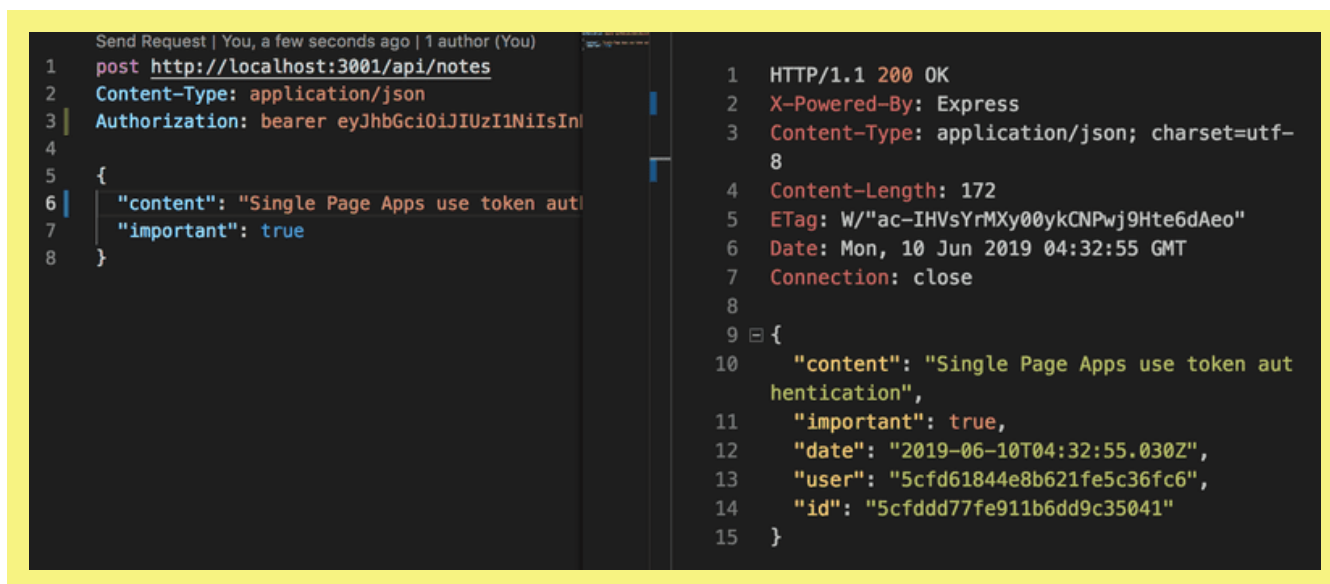 Send Request | You, a few seconds ago | 1 author (You)
1 post http://localhost:3001/api/notes
2 Content-Type: application/json
3 Authorization: bearer eyJhbGciOiJIUzI1NiIsInl
4
5 {
6 "content": "Single Page Apps use token aut
7 "important": true
8 }
1 HTTP/1.1 200 OK
2 X-Powered-By: Express
3 Content-Type: application/json; charset=utf-
8
4 Content-Length: 172
5 ETag: W/"ac-IHVsYrMXy00ykCNPwj9Hte6dAeo"
6 Date: Mon, 10 Jun 2019 04:32:55 GMT
7 Connection: close
8
9 {
10 "content": "Single Page Apps use token aut
hentication",
11 "important": true,
12 "date": "2019-06-10T04:32:55.030Z",
13 "user": "5cfd61844e8b621fe5c36fc6",
14 "id": "5cfddd77fe911b6dd9c35041"
15 }